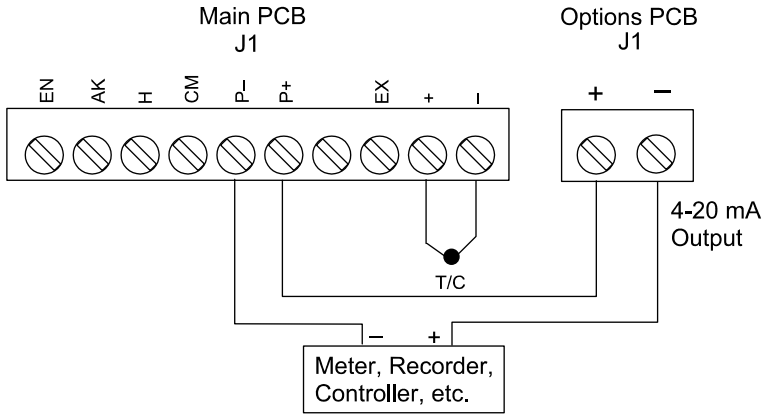 Main PCB
J1
Options PCB
J1
EN AK H CM P– P+ EX + –
+ –
4-20 mA
Output
T/C
– +
Meter, Recorder,
Controller, etc.